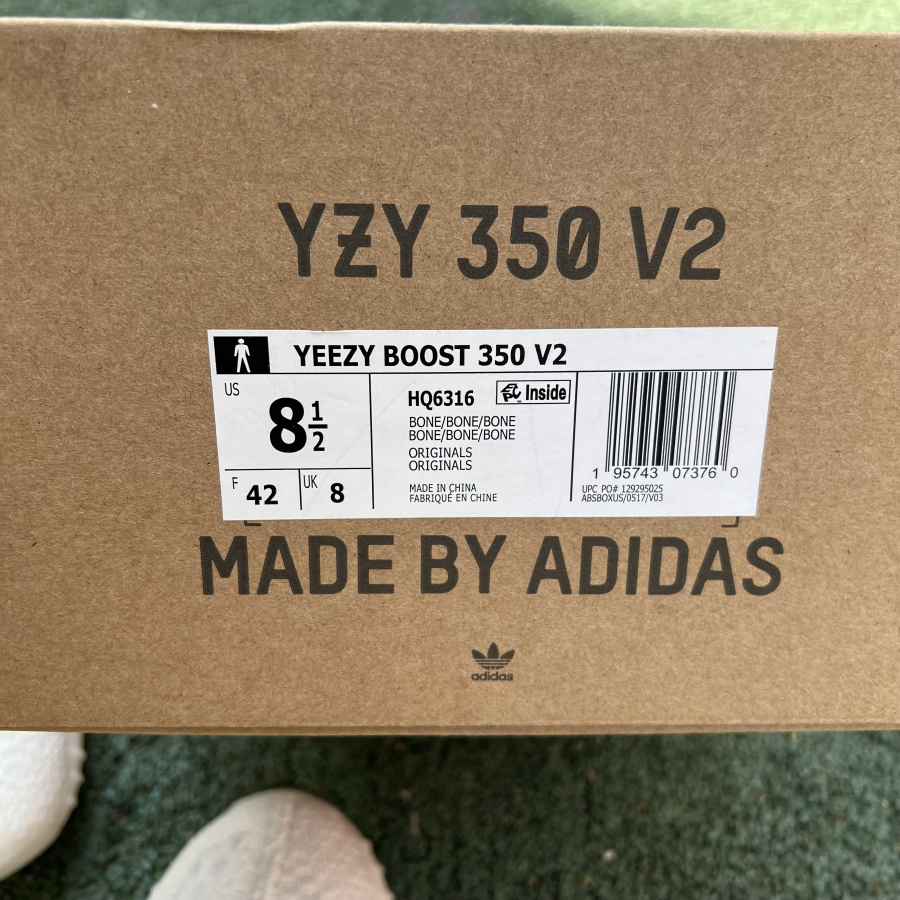 YZY 350 V2
YEEZY BOOST 350 V2
US
8 1/2
F 42
UK 8
HQ6316
Inside
BONE/BONE/BONE
BONE/BONE/BONE
ORIGINALS
ORIGINALS
MADE IN CHINA
FABRIQUÉ EN CHINE
1 95743 07376 0
UPC PO# 129295025
ABSBOXUS/0517/V03
MADE BY ADIDAS
adidas